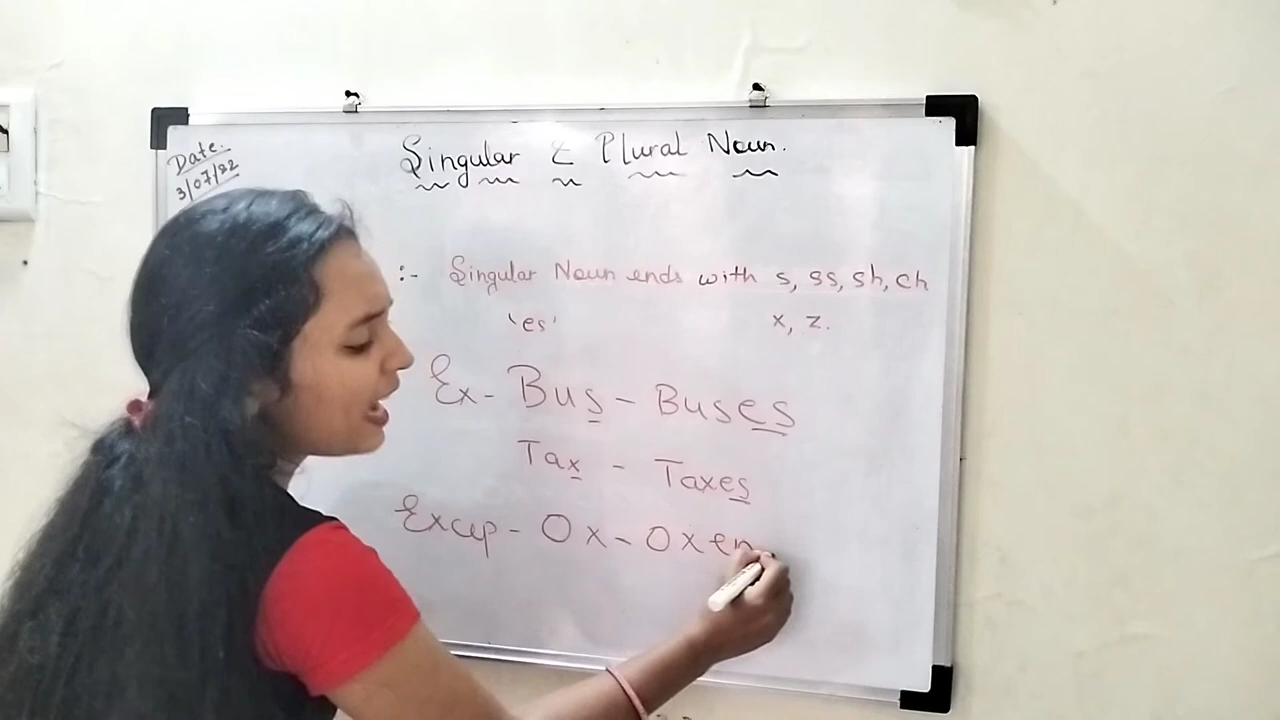 Date.
3/07/22
Singular & Plural Noun.
:- Singular Noun ends with s, ss, sh, ch
'es' x, z.
Ex - Bus - Buses
Tax - Taxes
Excep - Ox - Oxen